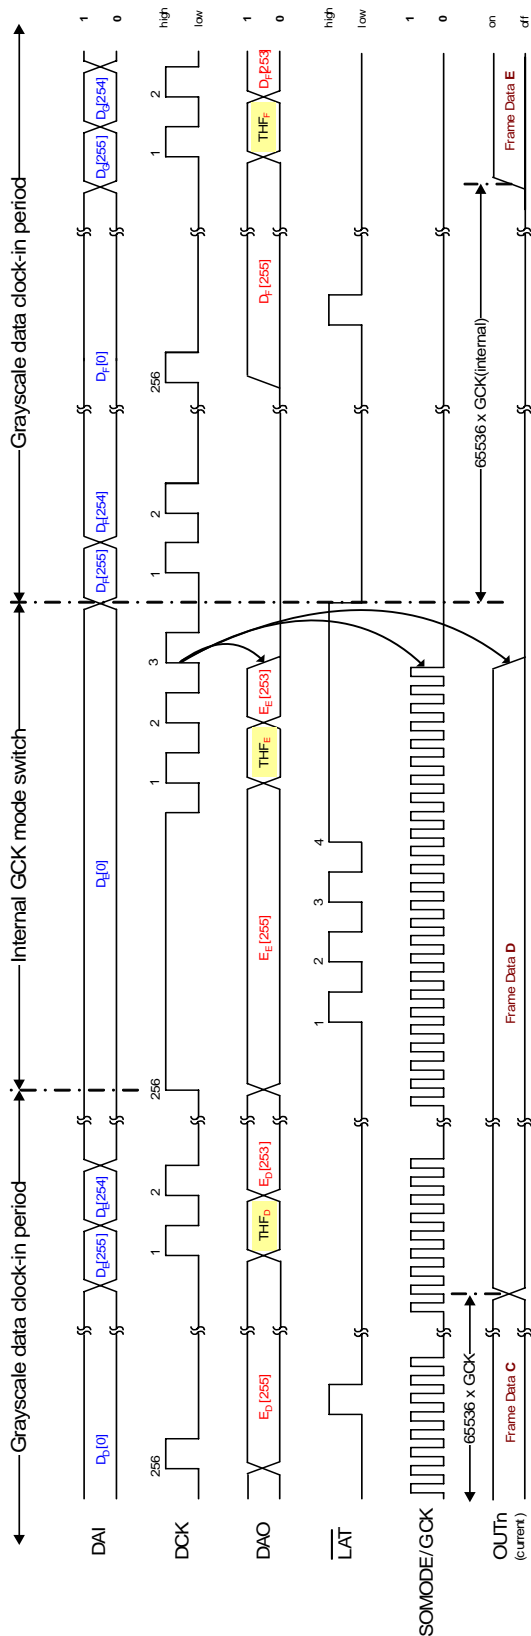 Grayscale data clock-in period
Internal GCK mode switch
Grayscale data clock-in period
DAI
D_D[0]
D_E[255]
D_E[254]
D_E[0]
D_F[255]
D_F[254]
D_F[0]
D_G[255]
D_G[254]
1
0
DCK
256
1
2
256
1
2
3
1
2
256
1
2
high
low
DAO
E_D[255]
THF_D
E_D[253]
E_E[255]
THF_E
E_E[253]
D_F[255]
THF_F
D_F[253]
1
0
LAT
1
2
3
4
high
low
SOMODE/GCK
1
0
65536 x GCK
65536 x GCK(internal)
OUTn
(current)
Frame Data C
Frame Data D
Frame Data E
on
off